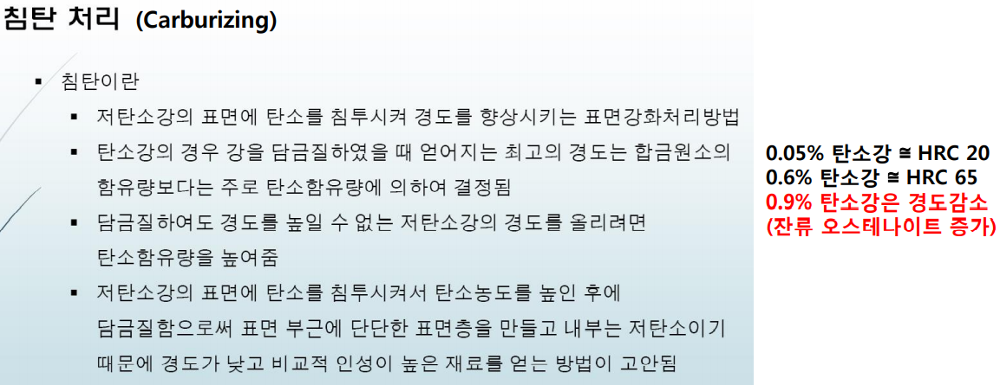 침탄 처리 (Carburizing)
▪ 침탄이란
▪ 저탄소강의 표면에 탄소를 침투시켜 경도를 향상시키는 표면강화처리방법
▪ 탄소강의 경우 강을 담금질하였을 때 얻어지는 최고의 경도는 합금원소의
함유량보다는 주로 탄소함유량에 의하여 결정됨
▪ 담금질하여도 경도를 높일 수 없는 저탄소강의 경도를 올리려면
탄소함유량을 높여줌
▪ 저탄소강의 표면에 탄소를 침투시켜서 탄소농도를 높인 후에
담금질함으로써 표면 부근에 단단한 표면층을 만들고 내부는 저탄소이기
때문에 경도가 낮고 비교적 인성이 높은 재료를 얻는 방법이 고안됨
0.05% 탄소강 ≅ HRC 20
0.6% 탄소강 ≅ HRC 65
0.9% 탄소강은 경도감소
(잔류 오스테나이트 증가)